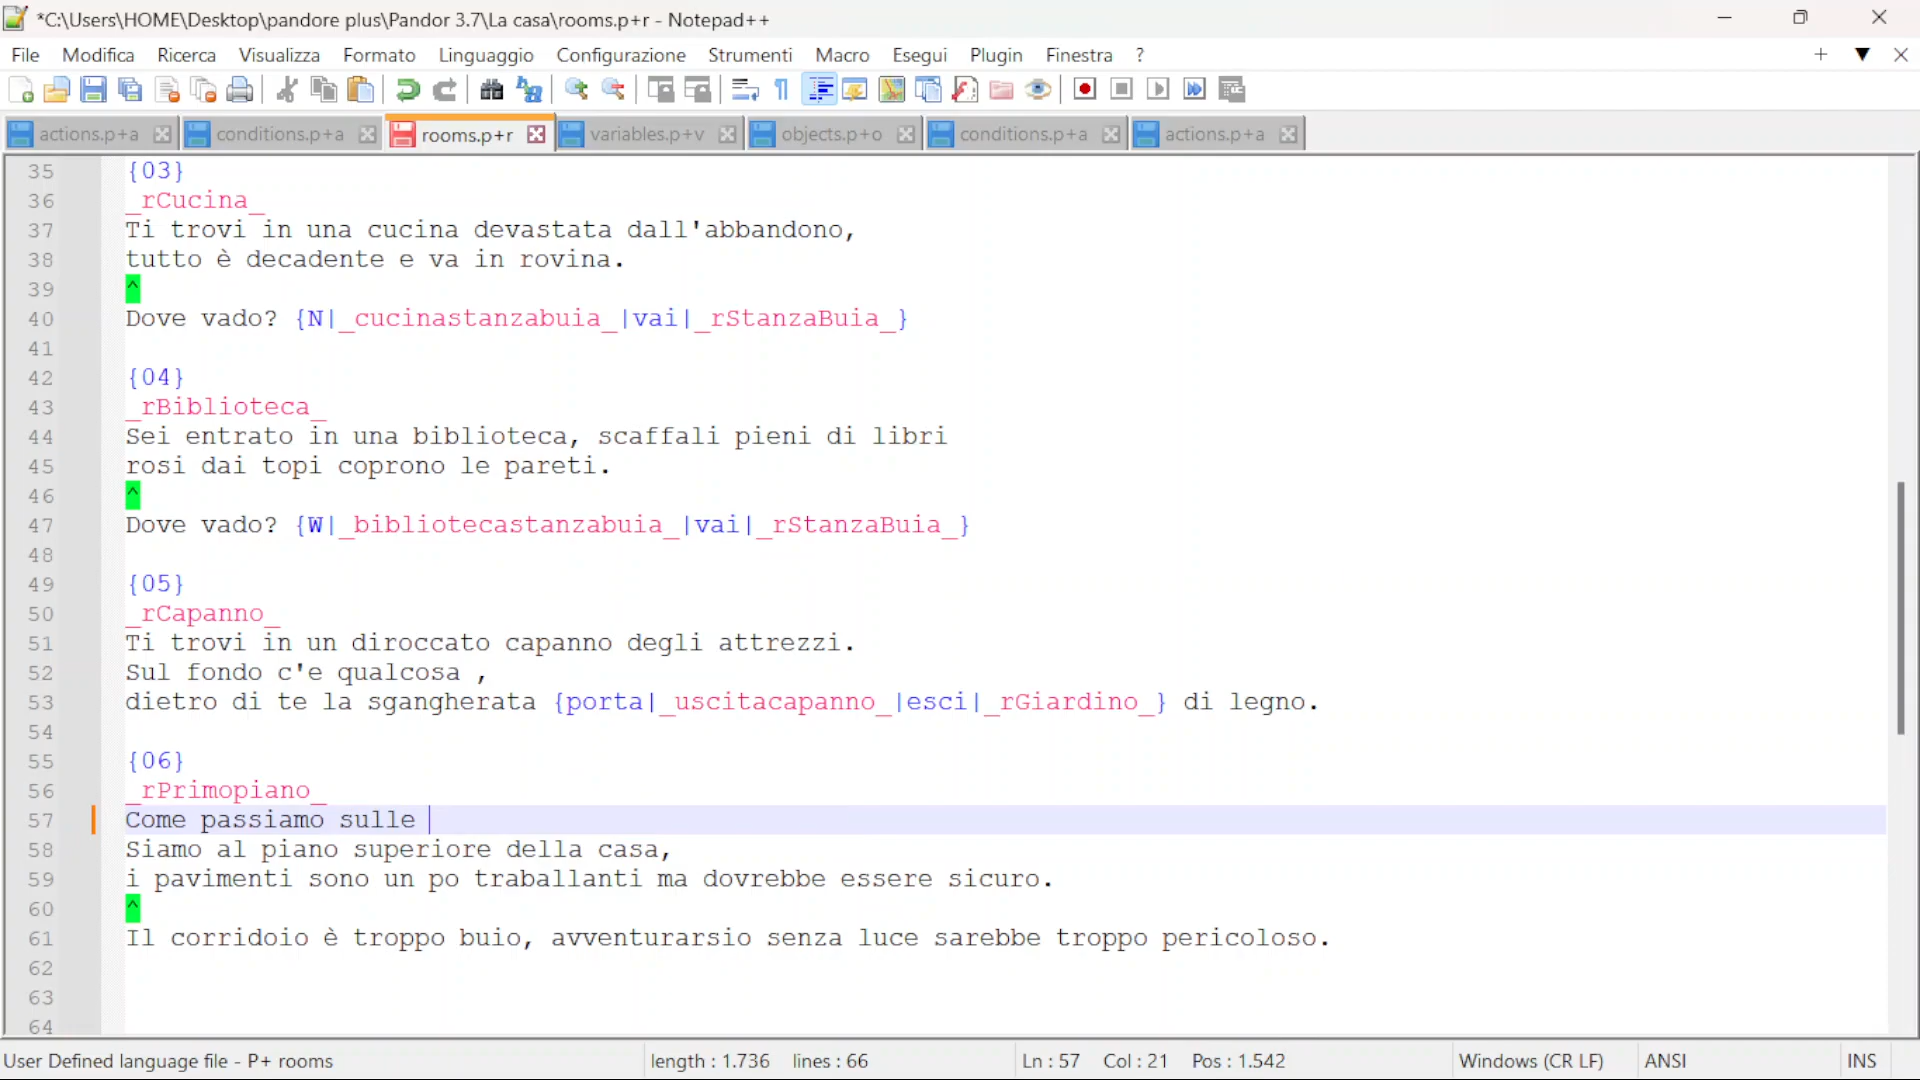 *C:\Users\HOME\Desktop\pandore plus\Pandor 3.7\La casa\rooms.p+r - Notepad++
File Modifica Ricerca Visualizza Formato Linguaggio Configurazione Strumenti Macro Esegui Plugin Finestra ?
actions.p+a conditions.p+a rooms.p+r variables.p+v objects.p+o conditions.p+a actions.p+a
35 {03}
36 _rCucina_
37 Ti trovi in una cucina devastata dall'abbandono,
38 tutto è decadente e va in rovina.
39 ^
40 Dove vado? {N|_cucinastanzabuia_|vai|_rStanzaBuia_}
41
42 {04}
43 _rBiblioteca_
44 Sei entrato in una biblioteca, scaffali pieni di libri
45 rosi dai topi coprono le pareti.
46 ^
47 Dove vado? {W|_bibliotecastanzabuia_|vai|_rStanzaBuia_}
48
49 {05}
50 _rCapanno_
51 Ti trovi in un diroccato capanno degli attrezzi.
52 Sul fondo c'e qualcosa ,
53 dietro di te la sgangherata {porta|_uscitacapanno_|esci|_rGiardino_} di legno.
54
55 {06}
56 _rPrimopiano_
57 Come passiamo sulle
58 Siamo al piano superiore della casa,
59 i pavimenti sono un po traballanti ma dovrebbe essere sicuro.
60 ^
61 Il corridoio è troppo buio, avventurarsio senza luce sarebbe troppo pericoloso.
62
63
64
User Defined language file - P+ rooms length : 1.736 lines : 66 Ln : 57 Col : 21 Pos : 1.542 Windows (CR LF) ANSI INS